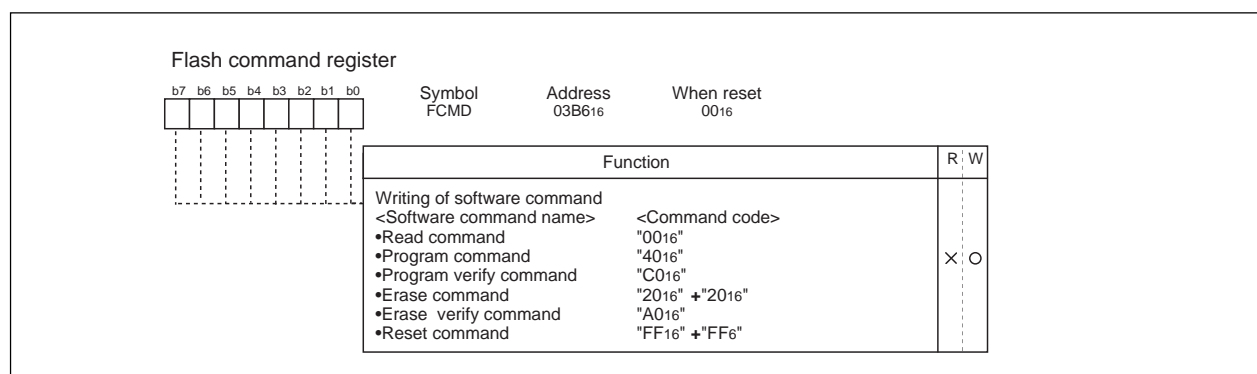 Flash command register
b7 b6 b5 b4 b3 b2 b1 b0
Symbol Address When reset
FCMD 03B616 0016
Function R W
Writing of software command
<Software command name> <Command code>
•Read command "0016"
•Program command "4016"
•Program verify command "C016"
•Erase command "2016" +"2016"
•Erase verify command "A016"
•Reset command "FF16" +"FF6"